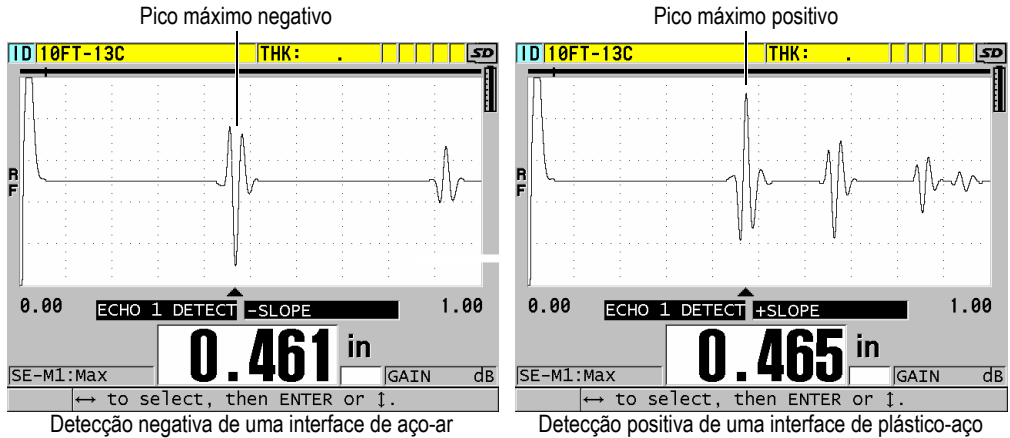 Pico máximo negativo
ID 10FT-13C THK: . SD
RF
0.00 ECHO 1 DETECT -SLOPE 1.00
0.461 in
SE-M1:Max GAIN dB
↔ to select, then ENTER or ↕.
Detecção negativa de uma interface de aço-ar
Pico máximo positivo
ID 10FT-13C THK: . SD
RF
0.00 ECHO 1 DETECT +SLOPE 1.00
0.465 in
SE-M1:Max GAIN dB
↔ to select, then ENTER or ↕.
Detecção positiva de uma interface de plástico-aço